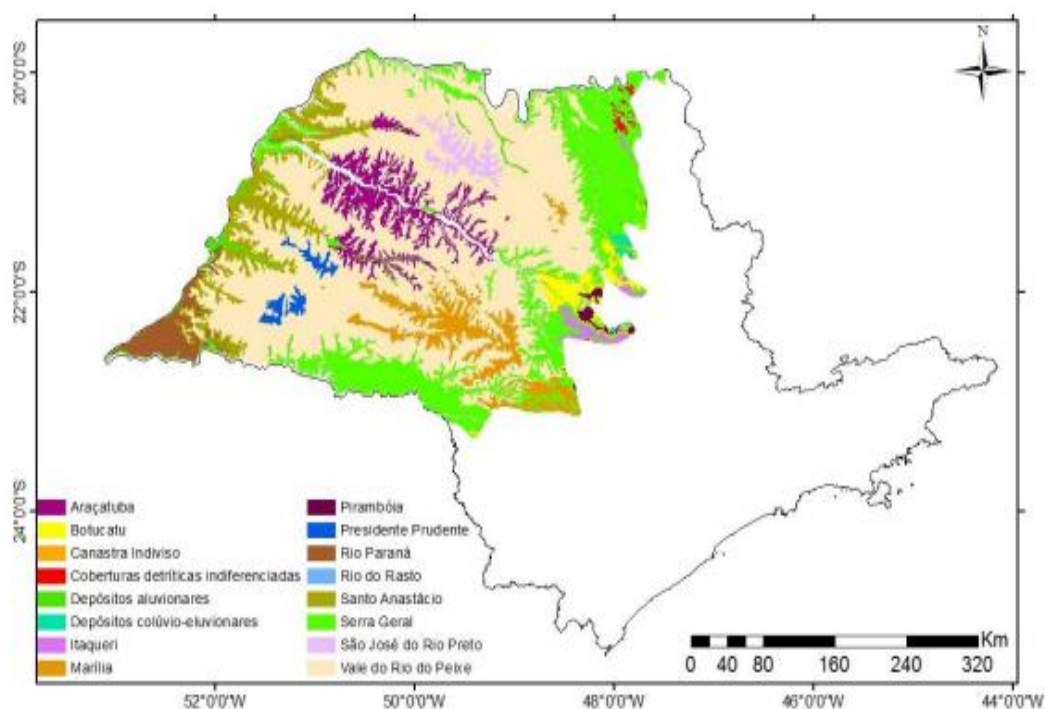 N
20°0'0"S
22°0'0"S
24°0'0"S
Araçatuba
Botucatu
Canastra Indiviso
Coberturas detríticas indiferenciadas
Depósitos aluvionares
Depósitos colúvio-eluvionares
Itaqueri
Marília
Pirambóia
Presidente Prudente
Rio Paraná
Rio do Rasto
Santo Anastácio
Serra Geral
São José do Rio Preto
Vale do Rio do Peixe
Km
0 20 40 80 160 240 320
52°0'0"W 50°0'0"W 48°0'0"W 46°0'0"W 44°0'0"W